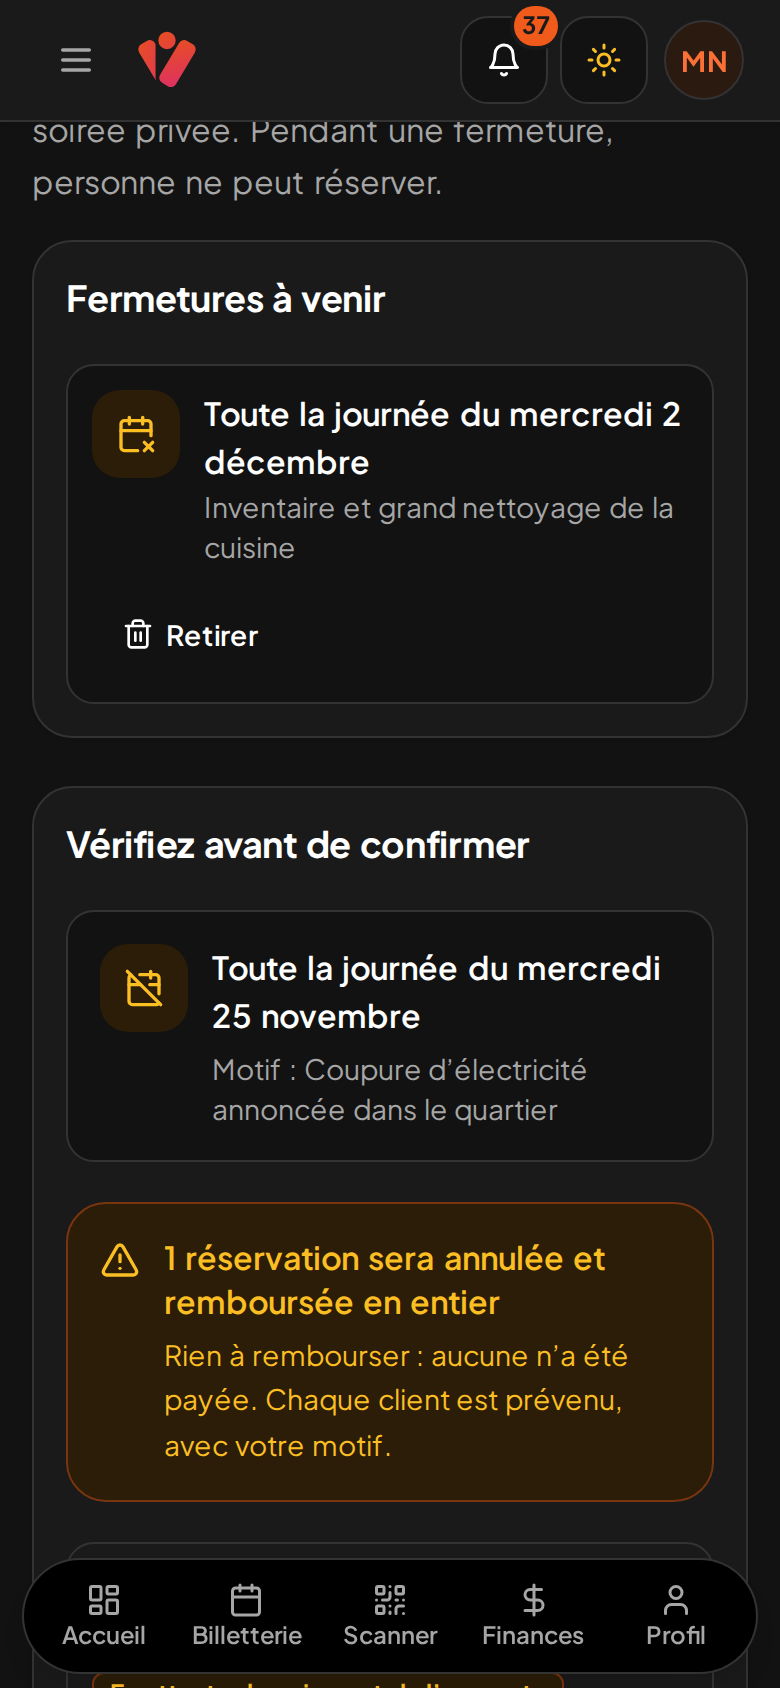 37
MN
soirée privée. Pendant une fermeture,
personne ne peut réserver.
Fermetures à venir
Toute la journée du mercredi 2
décembre
Inventaire et grand nettoyage de la
cuisine
Retirer
Vérifiez avant de confirmer
Toute la journée du mercredi
25 novembre
Motif : Coupure d’électricité
annoncée dans le quartier
1 réservation sera annulée et
remboursée en entier
Rien à rembourser : aucune n’a été
payée. Chaque client est prévenu,
avec votre motif.
Accueil
Billetterie
Scanner
Finances
Profil